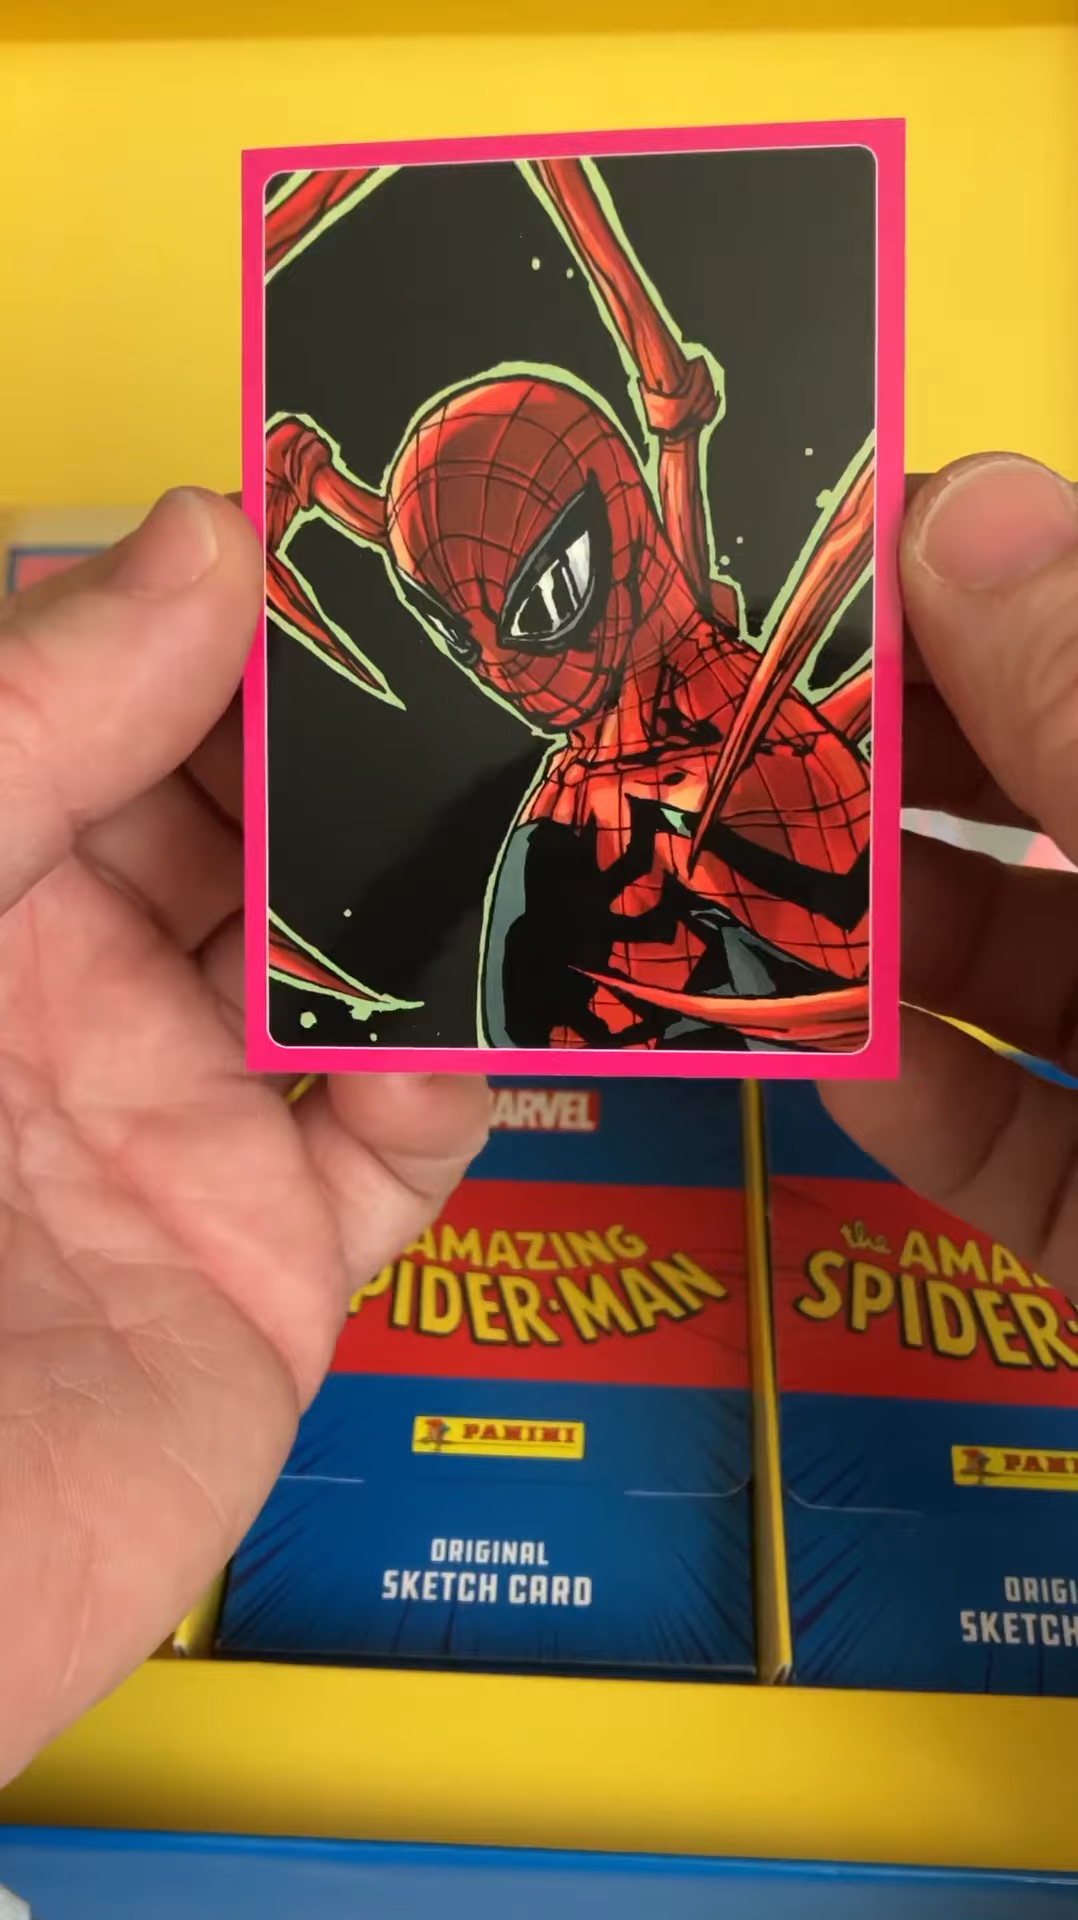 MARVEL
AMAZING
SPIDER-MAN
PANINI
ORIGINAL
SKETCH CARD
the AMA
SPIDER-
PANI
ORIGI
SKETCH